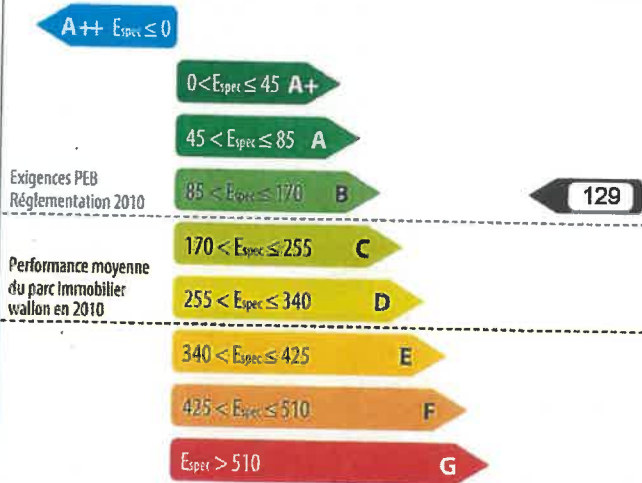 A++ Espec ≤ 0
0 < Espec ≤ 45 A+
45 < Espec ≤ 85 A
Exigences PEB
Réglementation 2010
85 < Espec ≤ 170 B
129
170 < Espec ≤ 255 C
Performance moyenne
du parc immobilier
wallon en 2010
255 < Espec ≤ 340 D
340 < Espec ≤ 425 E
425 < Espec ≤ 510 F
Espec > 510 G